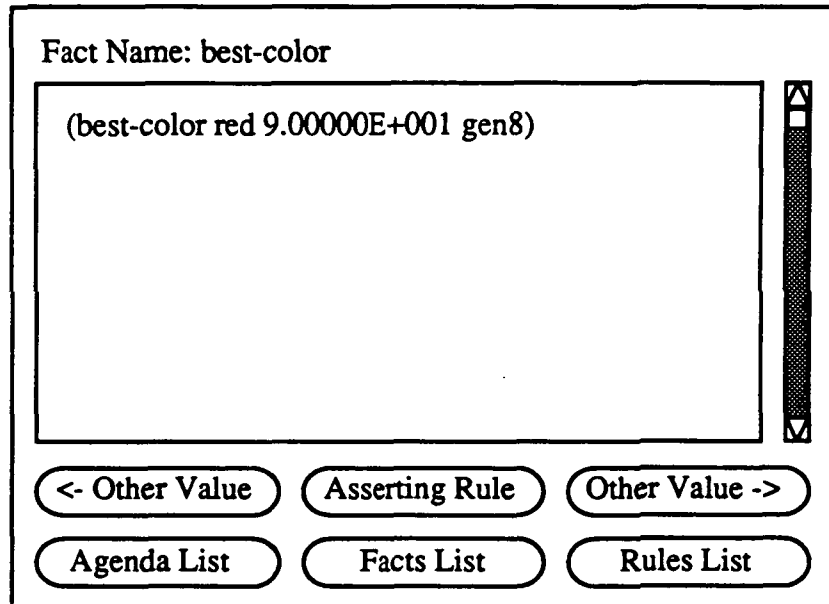 Fact Name: best-color
(best-color red 9.00000E+001 gen8)
<- Other Value
Asserting Rule
Other Value ->
Agenda List
Facts List
Rules List